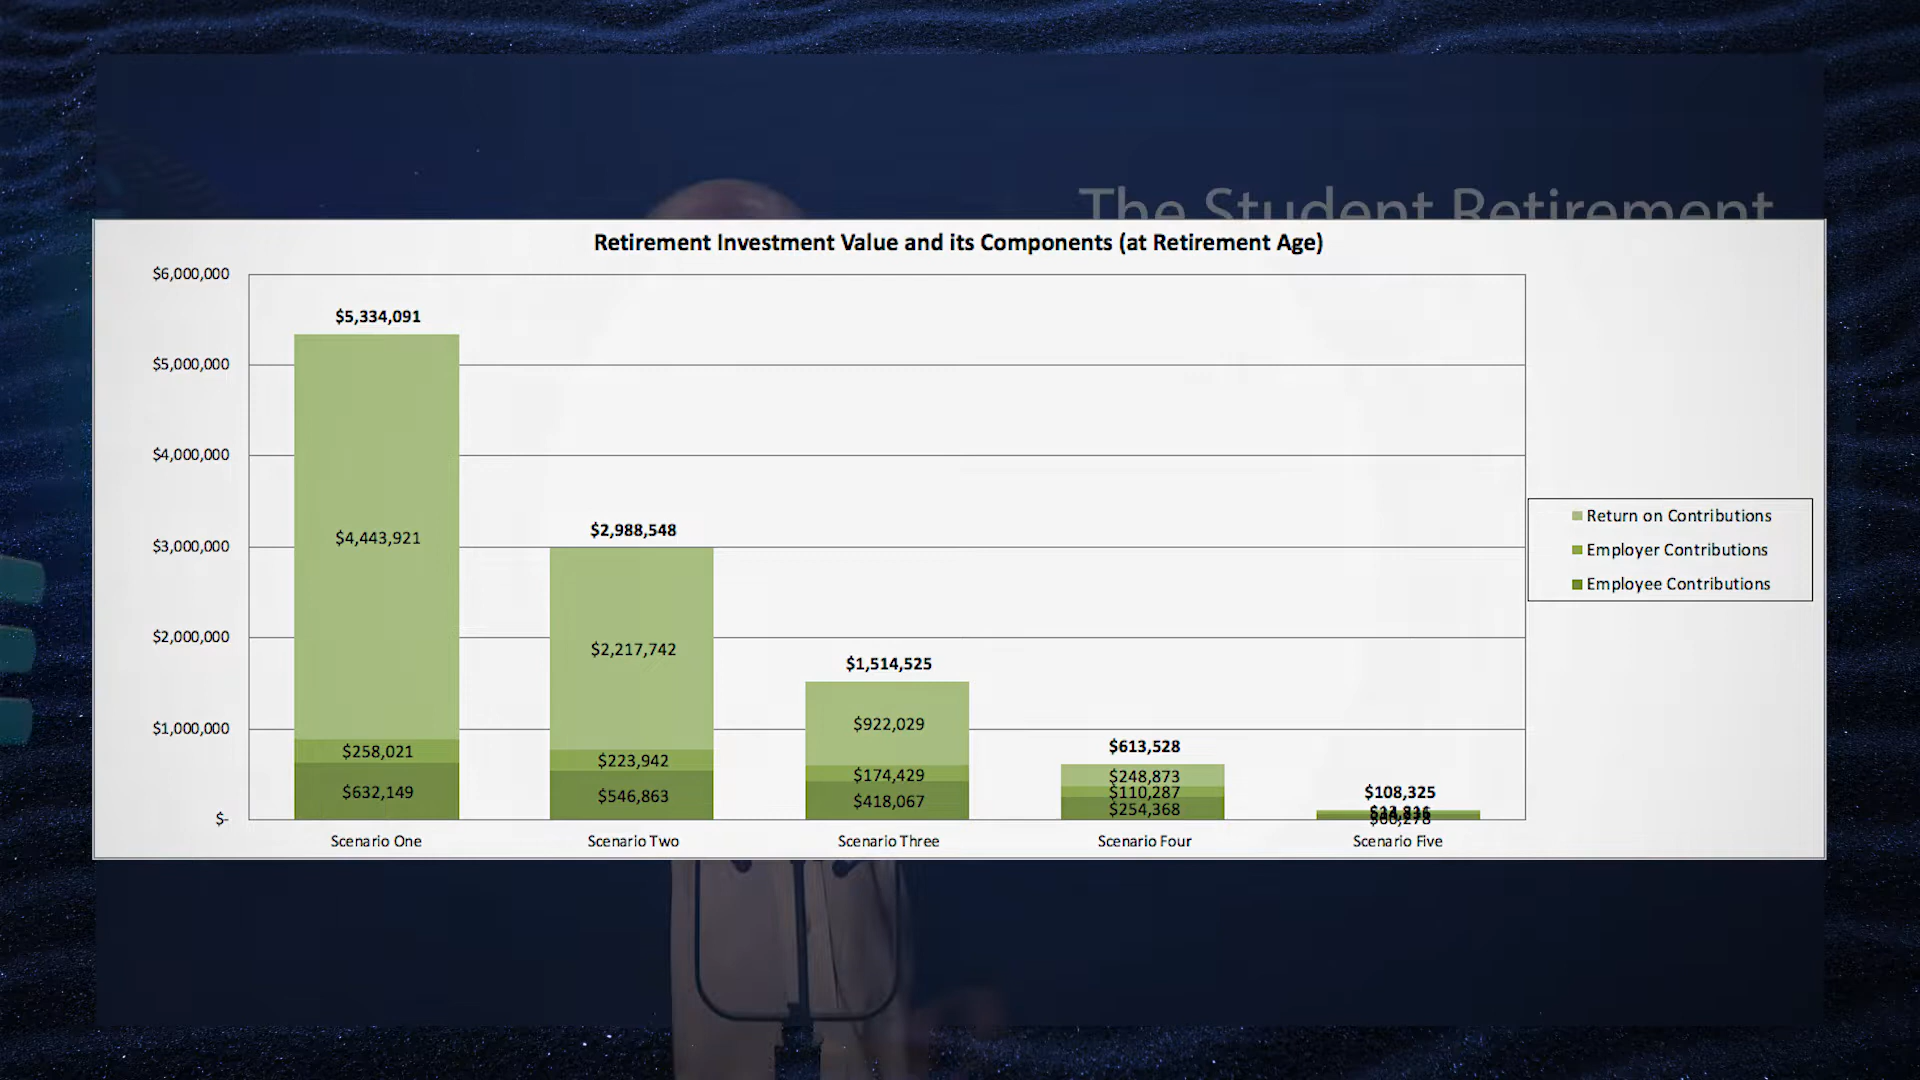 The Student Retirement
Retirement Investment Value and its Components (at Retirement Age)
$6,000,000
$5,000,000
$4,000,000
$3,000,000
$2,000,000
$1,000,000
$-
$5,334,091
$4,443,921
$258,021
$632,149
$2,988,548
$2,217,742
$223,942
$546,863
$1,514,525
$922,029
$174,429
$418,067
$613,528
$248,873
$110,287
$254,368
$108,325
Scenario One
Scenario Two
Scenario Three
Scenario Four
Scenario Five
Return on Contributions
Employer Contributions
Employee Contributions